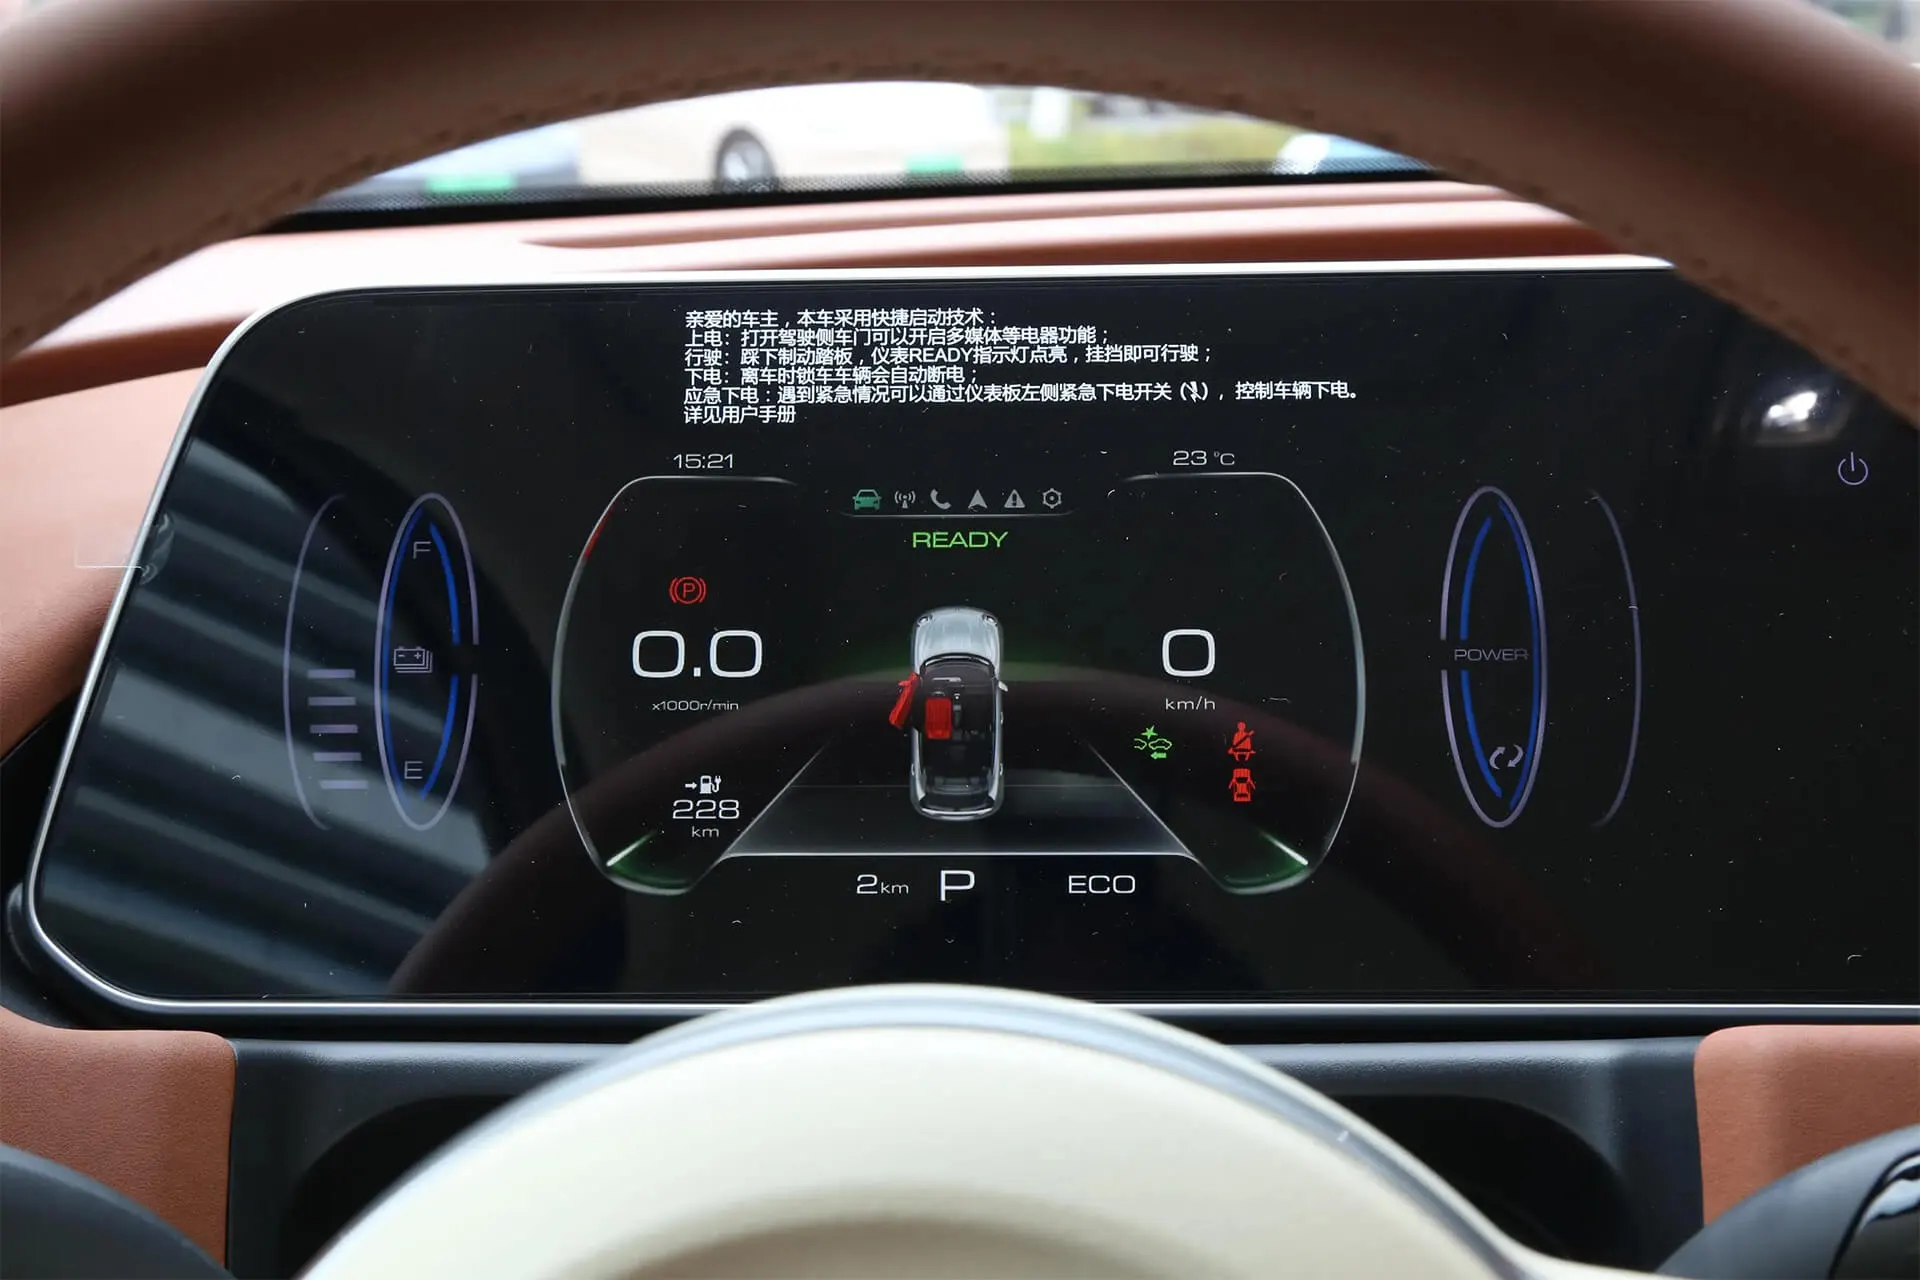 亲爱的车主，本车采用快捷启动技术：
上电：打开驾驶侧车门可以开启多媒体等电器功能；
行驶：踩下制动踏板，仪表READY指示灯点亮，挂挡即可行驶；
下电：离车时锁车车辆会自动断电；
应急下电：遇到紧急情况可以通过仪表板左侧紧急下电开关（），控制车辆下电。
详见用户手册
15:21
23 °C
READY
F
P
0.0
0
POWER
x1000r/min
km/h
E
228
km
2km
P
ECO